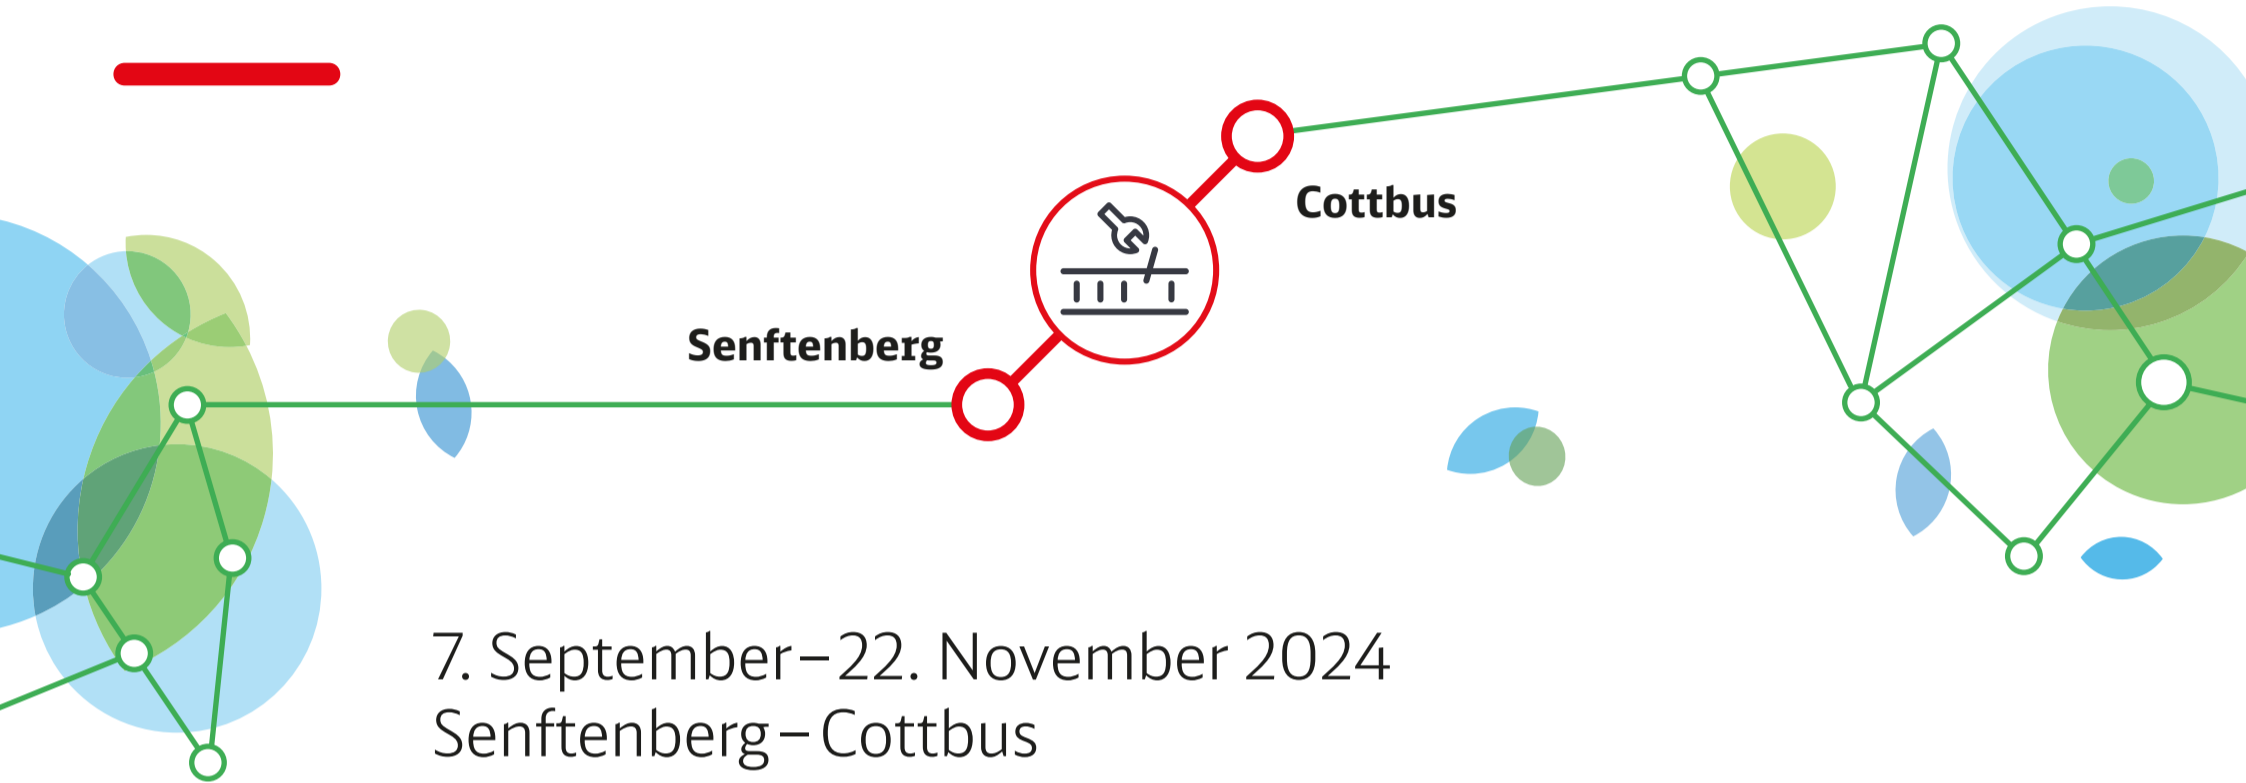 Cottbus
Senftenberg
7. September – 22. November 2024
Senftenberg – Cottbus